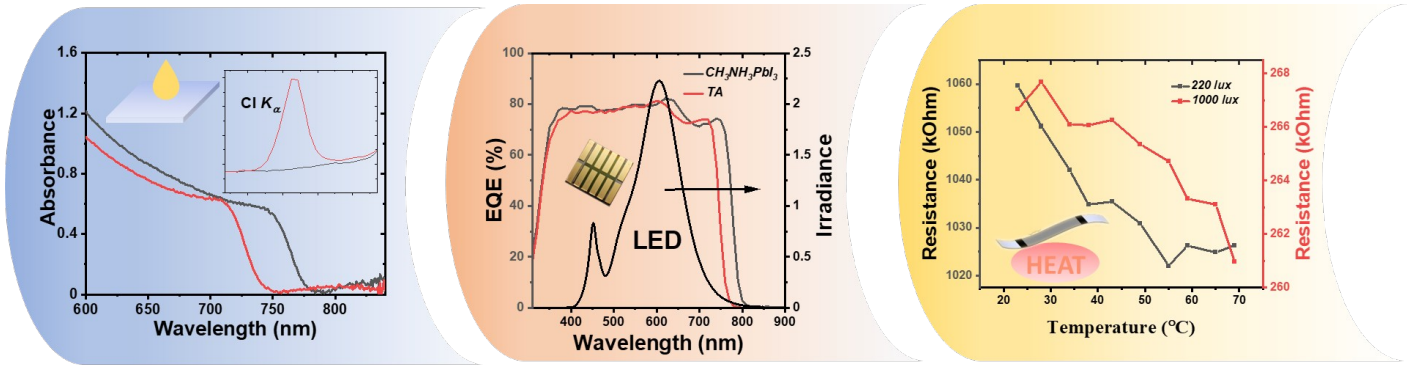 1.6
1.2
0.8
0.4
0
600 650 700 750 800
Absorbance
Wavelength (nm)
Cl Kα
100
80
60
40
20
0
400 500 600 700 800 900
EQE (%)
Wavelength (nm)
2.5
2
1.5
1
0.5
0
Irradiance
CH3NH3PbI3
TA
LED
1060
1050
1040
1030
1020
Resistance (kOhm)
20 30 40 50 60 70
Temperature (℃)
268
266
264
262
260
Resistance (kOhm)
220 lux
1000 lux
HEAT